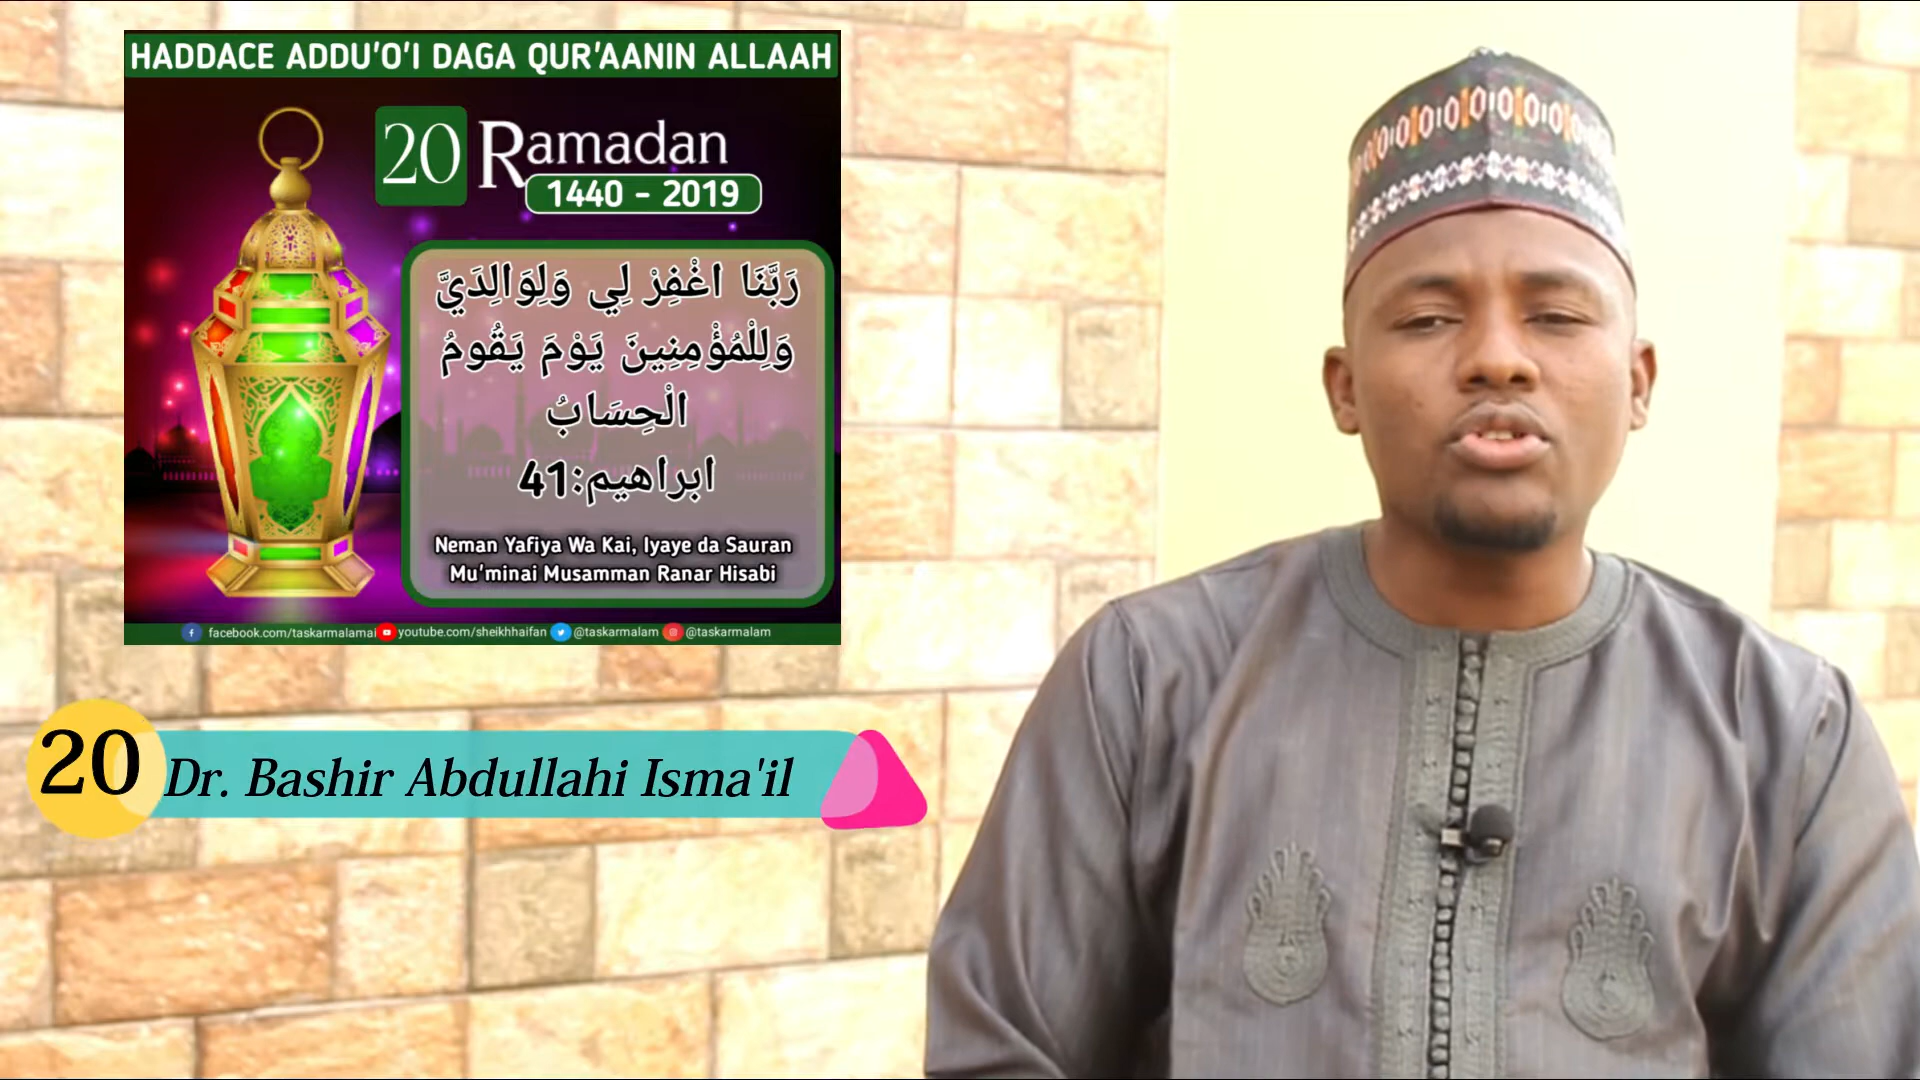 HADDACE ADDU'O'I DAGA QUR'AANIN ALLAAH
20 Ramadan
1440 - 2019
رَبَّنَا اغْفِرْ لِي وَلِوَالِدَيَّ
وَلِلْمُؤْمِنِينَ يَوْمَ يَقُومُ
الْحِسَابُ
ابراهيم:41
Neman Yafiya Wa Kai, Iyaye da Sauran
Mu'minai Musamman Ranar Hisabi
facebook.com/taskarmalamai youtube.com/sheikhhaifan @taskarmalam @taskarmalam
20 Dr. Bashir Abdullahi Isma'il